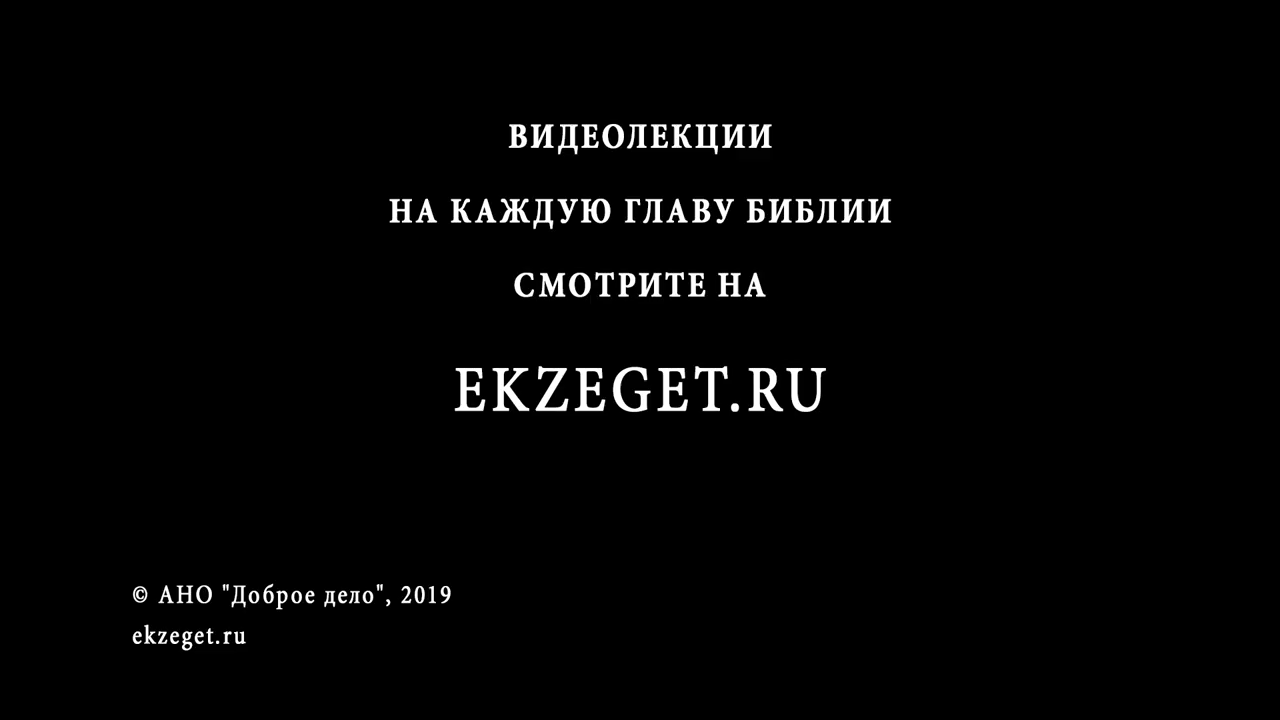 ВИДЕОЛЕКЦИИ
НА КАЖДУЮ ГЛАВУ БИБЛИИ
СМОТРИТЕ НА
EKZEGET.RU
© АНО "Доброе дело", 2019
ekzeget.ru